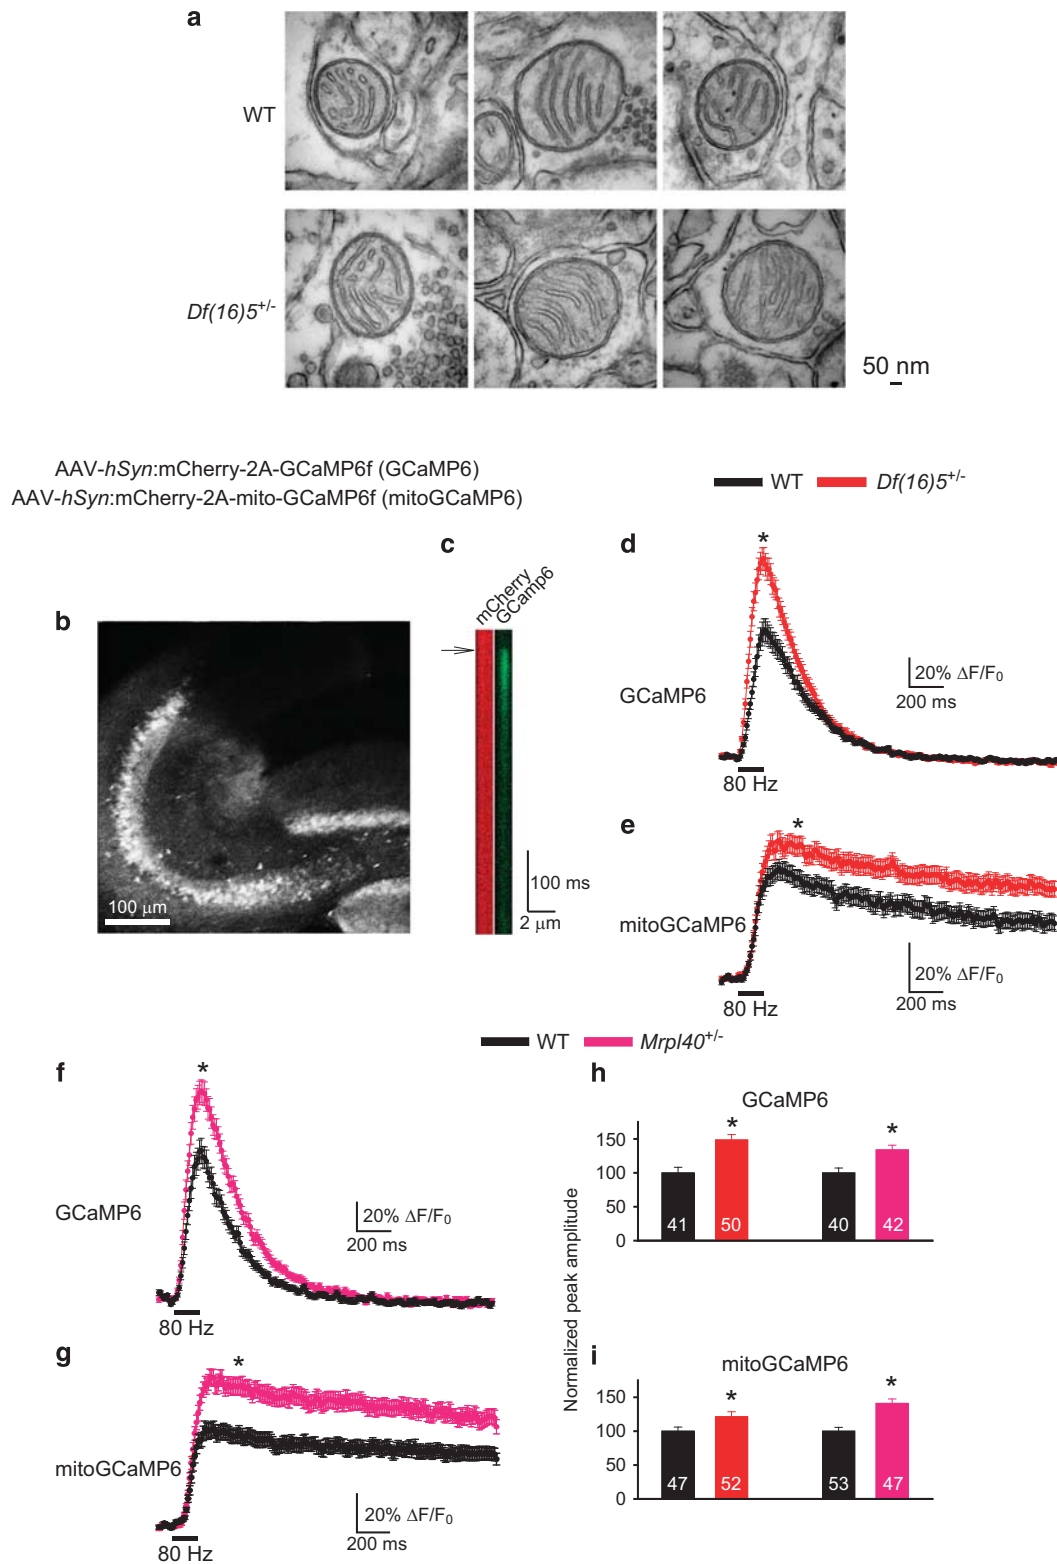 a
WT
Df(16)5+/-
50 nm
AAV-hSyn:mCherry-2A-GCaMP6f (GCaMP6)
AAV-hSyn:mCherry-2A-mito-GCaMP6f (mitoGCaMP6)
WT Df(16)5+/-
b
100 μm
c
mCherry
GCamp6
100 ms
2 μm
d
*
GCaMP6
20% ΔF/F0
200 ms
80 Hz
e
*
mitoGCaMP6
20% ΔF/F0
200 ms
80 Hz
WT Mrpl40+/-
f
*
GCaMP6
20% ΔF/F0
200 ms
80 Hz
g
*
mitoGCaMP6
20% ΔF/F0
200 ms
80 Hz
Normalized peak amplitude
h
GCaMP6
150
100
50
0
* *
41 50 40 42
i
mitoGCaMP6
150
100
50
0
* *
47 52 53 47